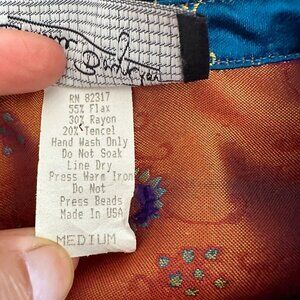 RN 82317
55% Flax
30% Rayon
20% Tencel
Hand Wash Only
Do Not Soak
Line Dry
Press Warm Iron
Do Not
Press Beads
Made In USA
MEDIUM